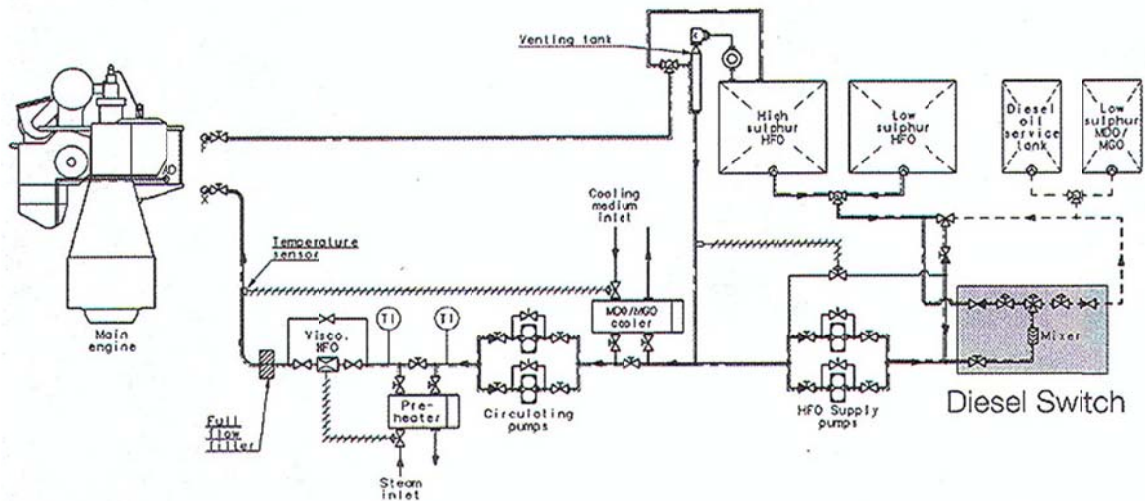 Venting tank
High
sulphur
HFO
Low
sulphur
HFO
Diesel
oil
service
tank
Low
sulphur
MDO/
MGO
Cooling
medium
inlet
Temperature
sensor
TI
TI
MDO/MGO
cooler
Mixer
Main
engine
Visco.
HFO
Pre-
heater
Circulating
pumps
HFO Supply
pumps
Diesel Switch
Full
flow
filter
Steam
inlet